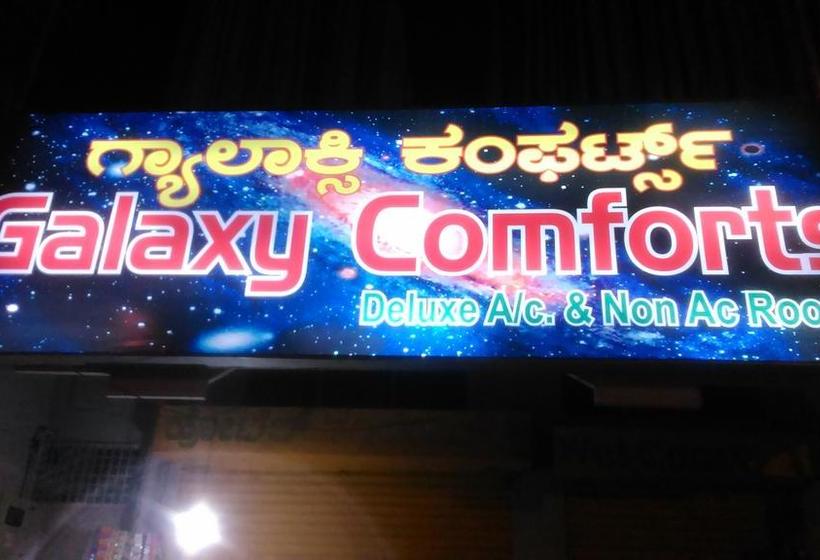 ಗ್ಯಾಲಾಕ್ಸಿ ಕಂಫರ್ಟ್ಸ್
Galaxy Comforts
Deluxe A/c. & Non Ac Roo